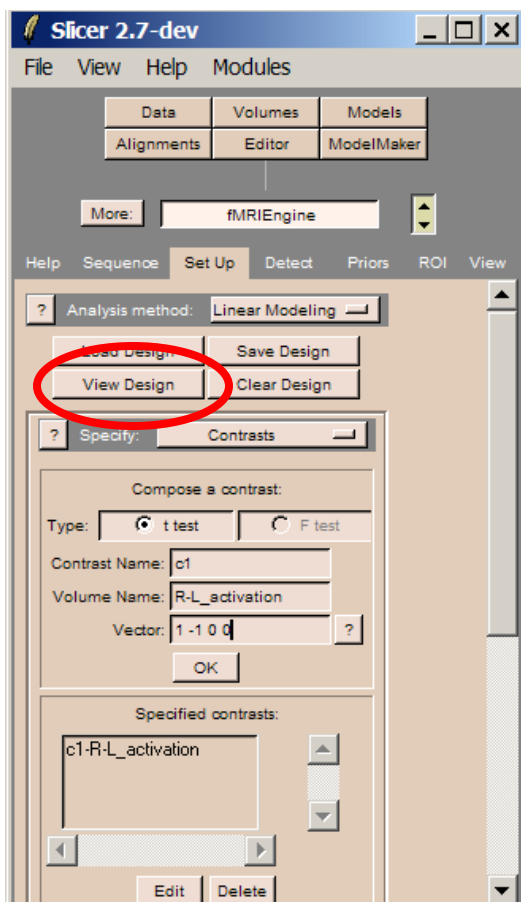 Slicer 2.7-dev
File View Help Modules
Data Volumes Models
Alignments Editor ModelMaker
More: fMRIEngine
Help Sequence Set Up Detect Priors ROI View
? Analysis method: Linear Modeling
Load Design Save Design
View Design Clear Design
? Specify: Contrasts
Compose a contrast:
Type: t test F test
Contrast Name: c1
Volume Name: R-L_activation
Vector: 1 -1 0 0 ?
OK
Specified contrasts:
c1-R-L_activation
Edit Delete